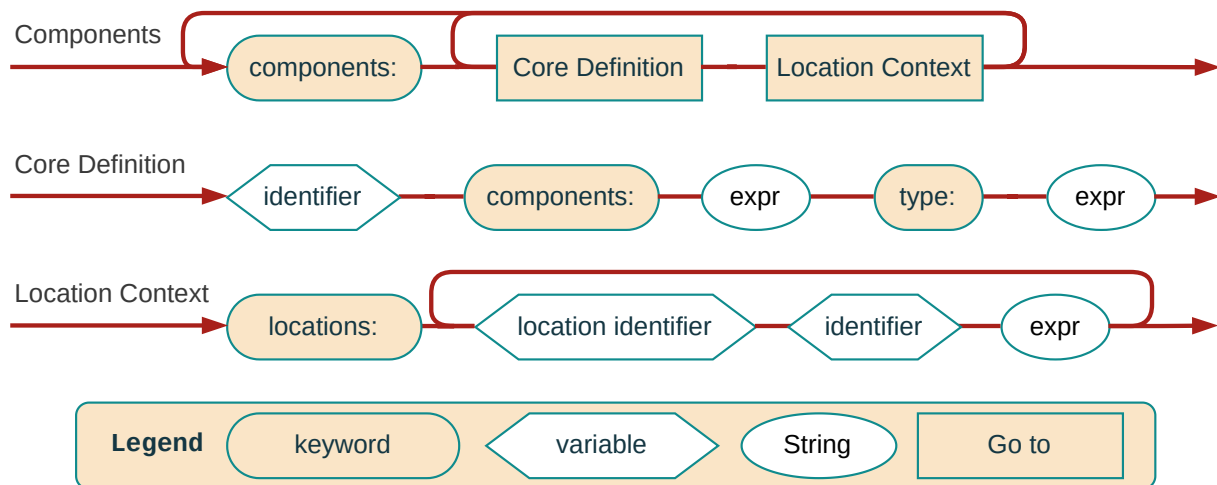 Components
components: Core Definition Location Context
Core Definition
identifier components: expr type: expr
Location Context
locations: location identifier identifier expr
Legend keyword variable String Go to